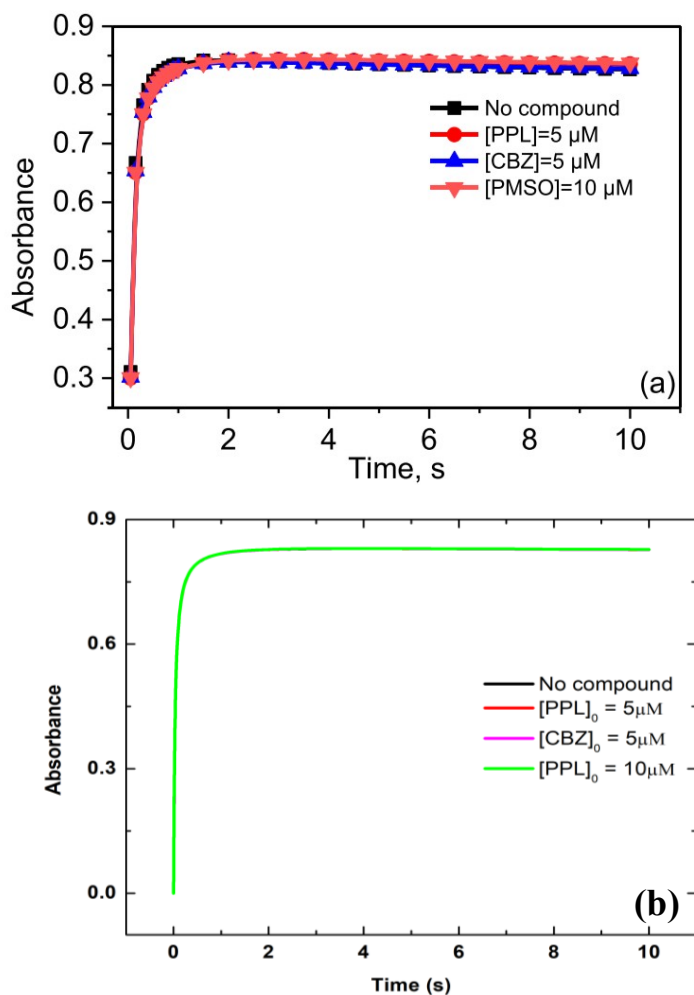 0.9
0.8
0.7
0.6
0.5
0.4
0.3
Absorbance
No compound
[PPL]=5 µM
[CBZ]=5 µM
[PMSO]=10 µM
(a)
0 2 4 6 8 10
Time, s
0.9
0.6
0.3
0.0
Absorbance
No compound
[PPL]₀ = 5µM
[CBZ]₀ = 5µM
[PPL]₀ = 10µM
(b)
0 2 4 6 8 10
Time (s)